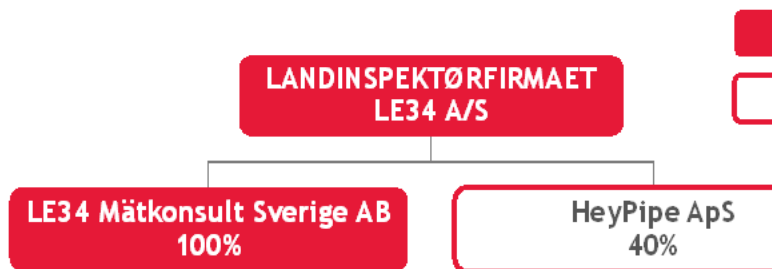 LANDINSPEKTØRFIRMAET
LE34 A/S
LE34 Mätkonsult Sverige AB
100%
HeyPipe ApS
40%